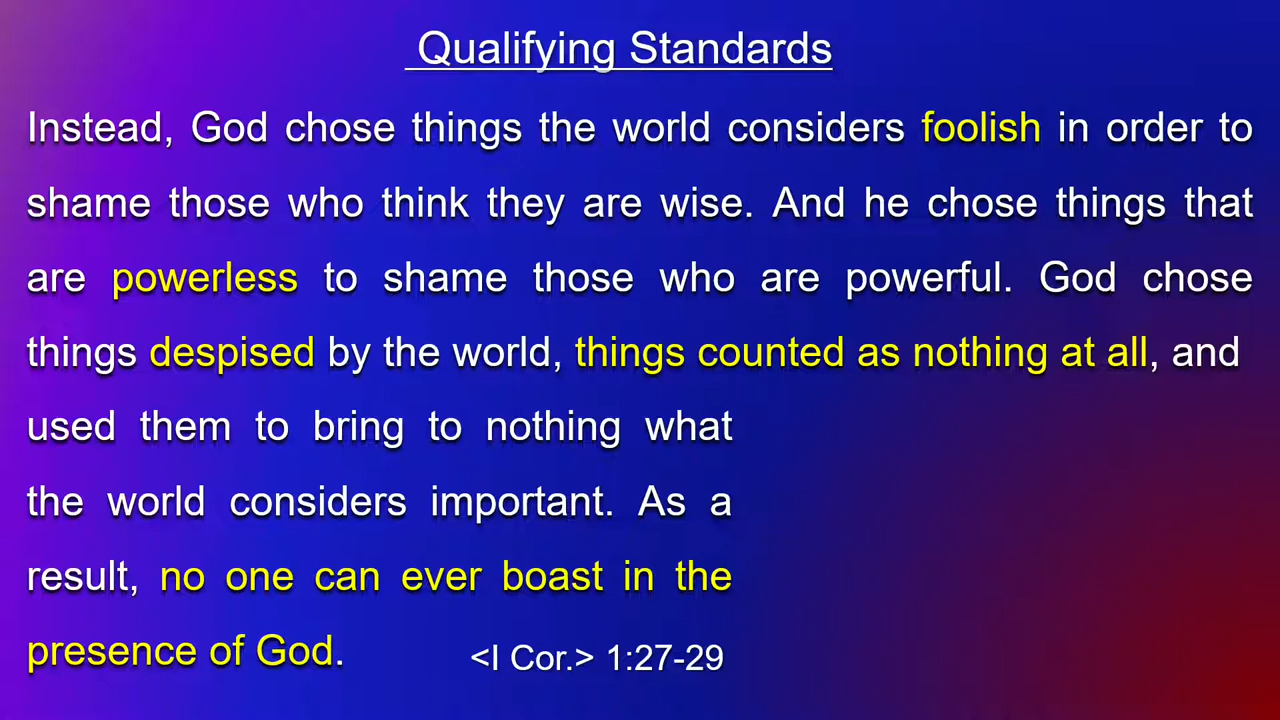 Qualifying Standards
Instead, God chose things the world considers foolish in order to
shame those who think they are wise. And he chose things that
are powerless to shame those who are powerful. God chose
things despised by the world, things counted as nothing at all, and
used them to bring to nothing what
the world considers important. As a
result, no one can ever boast in the
presence of God.
<I Cor.> 1:27-29